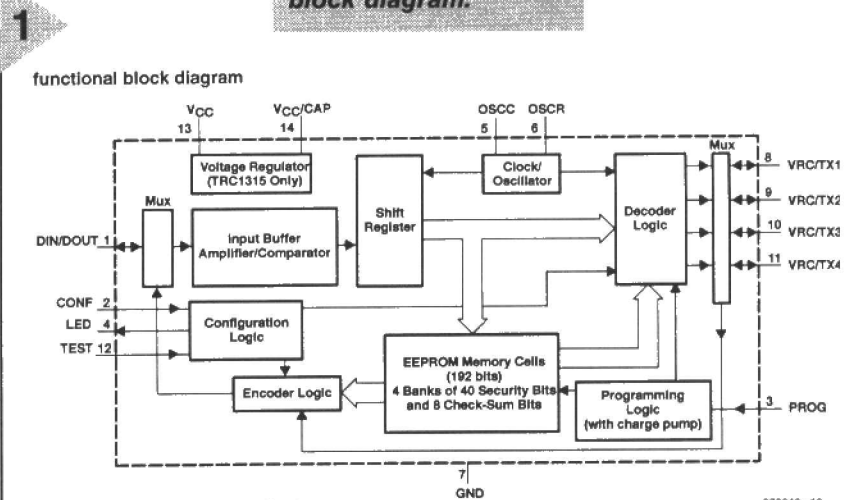 block diagram.
1
functional block diagram
VCC
VCC/CAP
OSCC
OSCR
13
14
5
6
Mux
Voltage Regulator
(TRC1315 Only)
Clock/
Oscillator
8
VRC/TX1
Mux
Shift
Register
Decoder
Logic
9
VRC/TX2
DIN/DOUT
1
Input Buffer
Amplifier/Comparator
10
VRC/TX3
11
VRC/TX4
CONF
2
LED
4
TEST
12
Configuration
Logic
EEPROM Memory Cells
(192 bits)
4 Banks of 40 Security Bits
and 8 Check-Sum Bits
Encoder Logic
Programming
Logic
(with charge pump)
3
PROG
7
GND